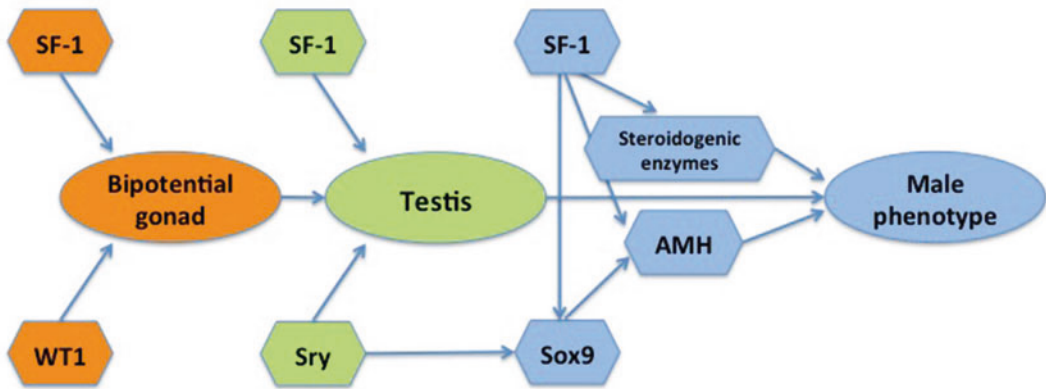 SF-1
SF-1
SF-1
Steroidogenic
enzymes
Bipotential
gonad
Testis
Male
phenotype
AMH
WT1
Sry
Sox9